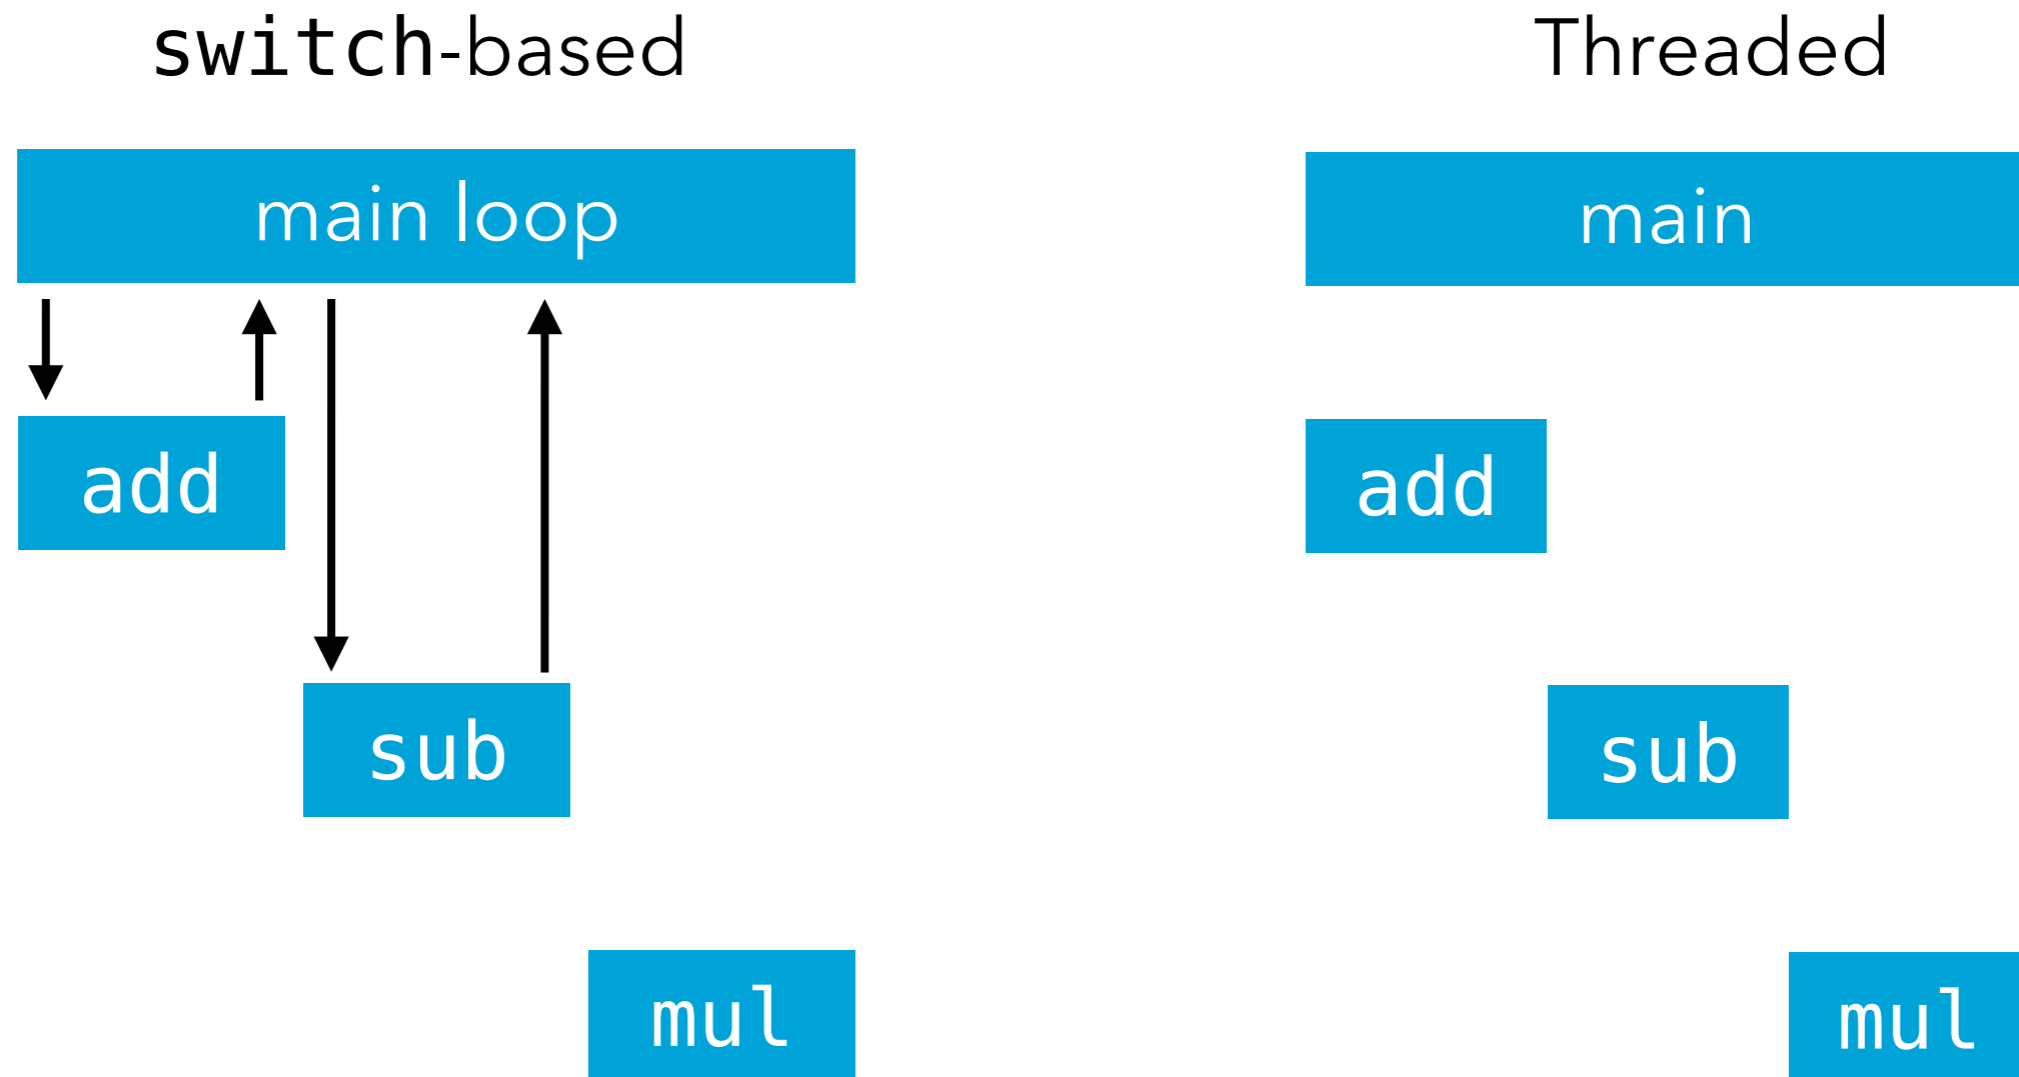 switch-based
main loop
add
sub
mul
Threaded
main
add
sub
mul